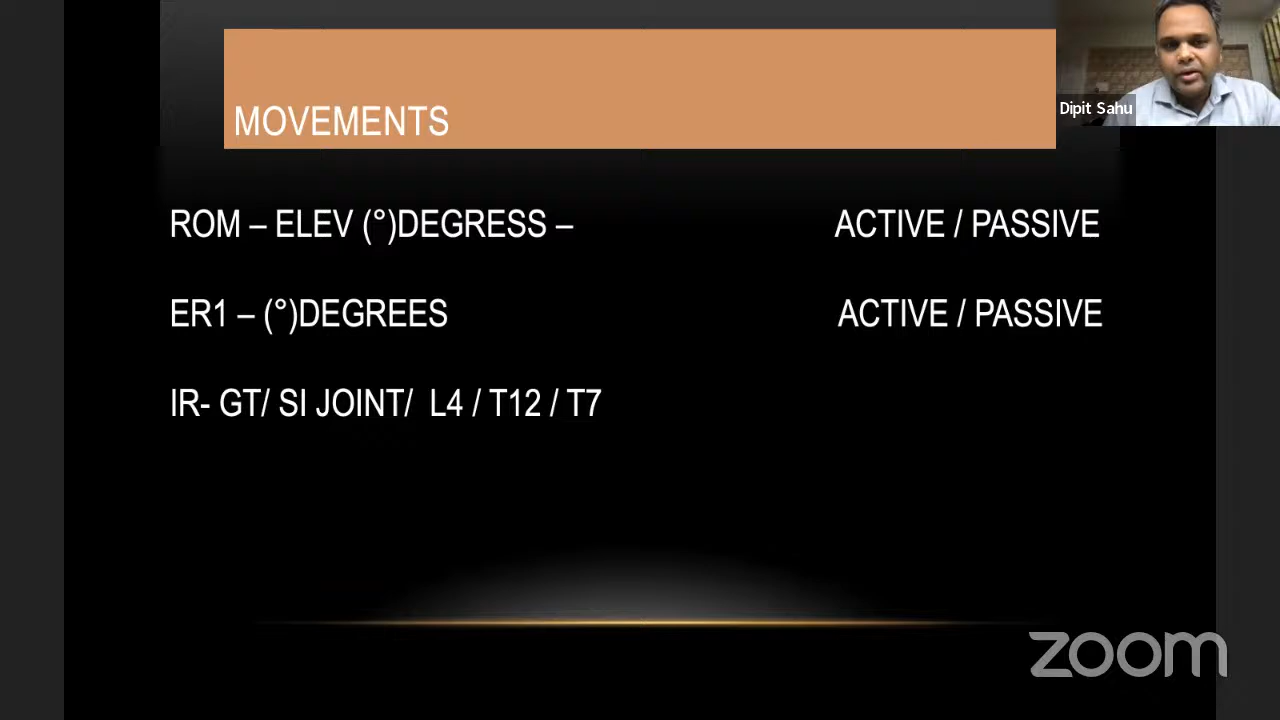 MOVEMENTS
Dipit Sahu
ROM – ELEV (°)DEGRESS – ACTIVE / PASSIVE
ER1 – (°)DEGREES ACTIVE / PASSIVE
IR- GT/ SI JOINT/ L4 / T12 / T7
zoom